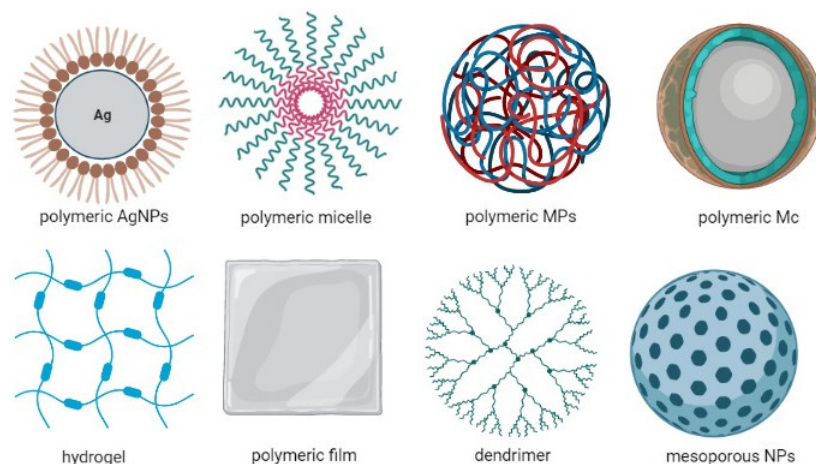 Ag
polymeric AgNPs
polymeric micelle
polymeric MPs
polymeric Mc
hydrogel
polymeric film
dendrimer
mesoporous NPs